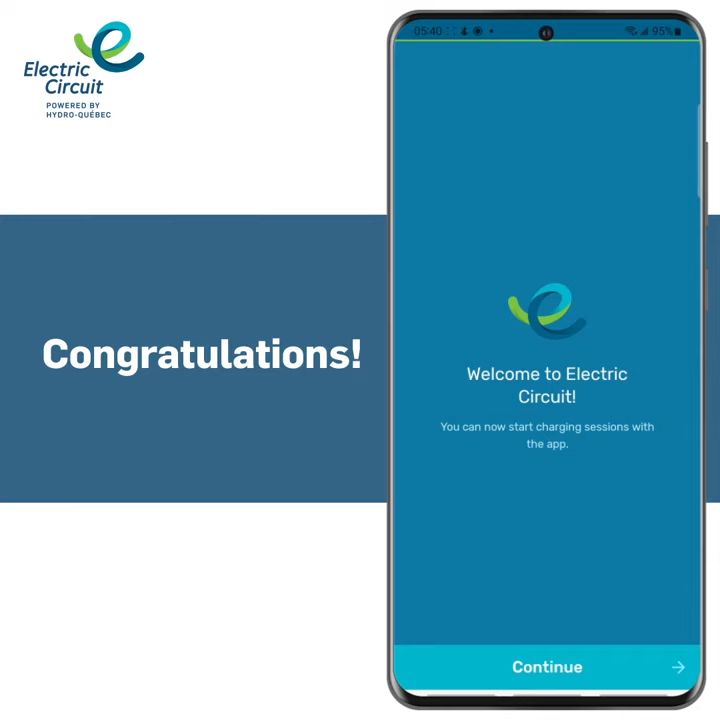 Electric
Circuit
POWERED BY
HYDRO-QUÉBEC
Congratulations!
05:40
95%
Welcome to Electric
Circuit!
You can now start charging sessions with
the app.
Continue